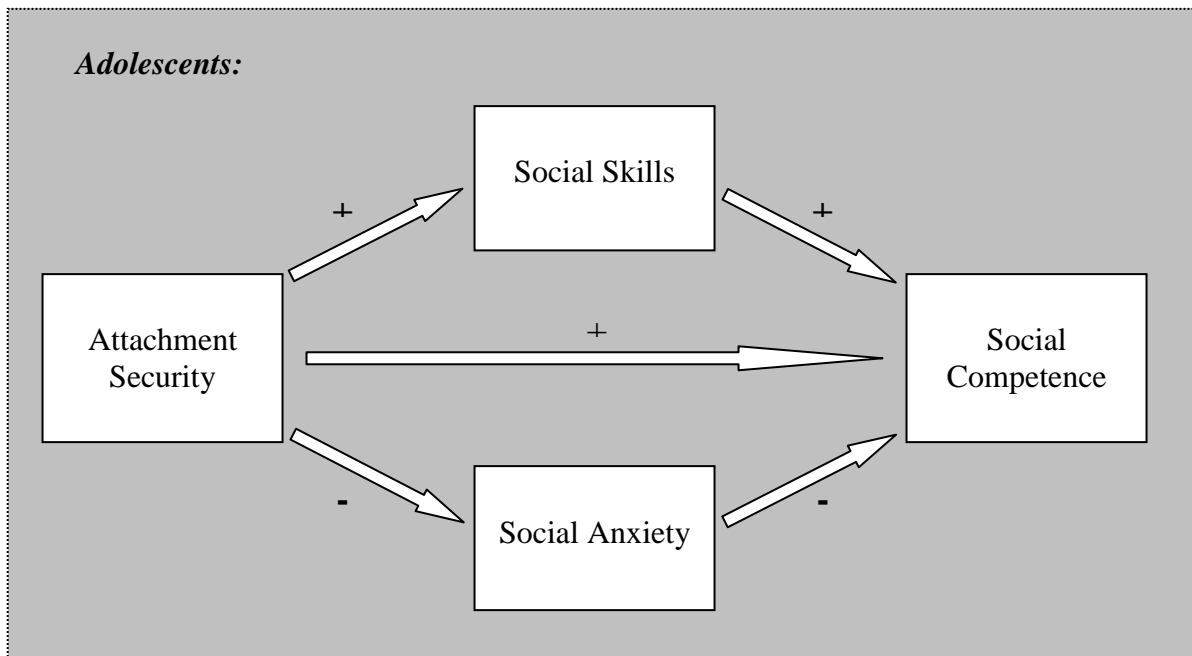 Adolescents:
Social Skills
+
+
Attachment
Security
+
Social
Competence
-
Social Anxiety
-